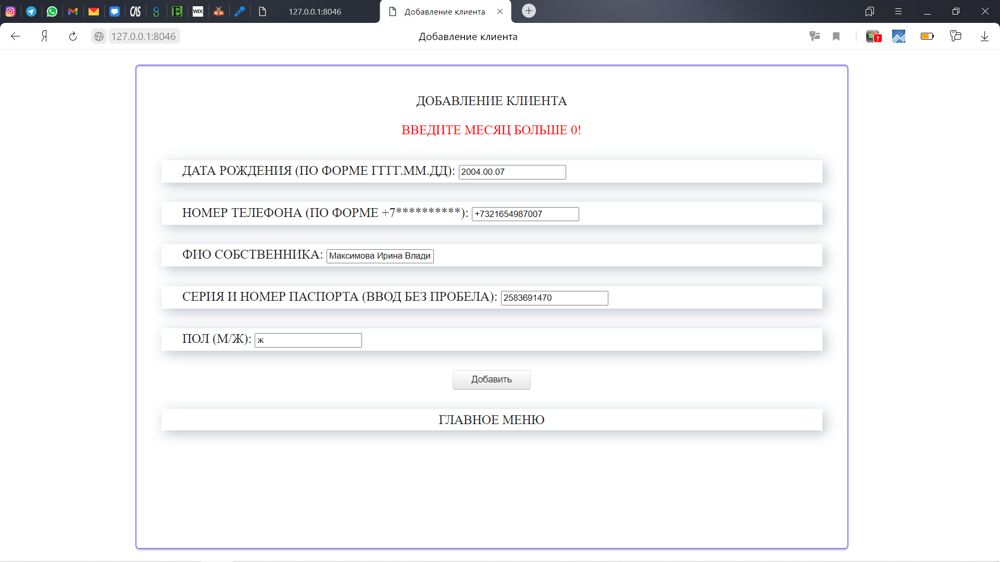 CAS
WIX
127.0.0.1:8046
Добавление клиента
Я
127.0.0.1:8046
Добавление клиента
ДОБАВЛЕНИЕ КЛИЕНТА
ВВЕДИТЕ МЕСЯЦ БОЛЬШЕ 0!
ДАТА РОЖДЕНИЯ (ПО ФОРМЕ ГГГГ.ММ.ДД): 2004.00.07
НОМЕР ТЕЛЕФОНА (ПО ФОРМЕ +7**********): +7321654987007
ФИО СОБСТВЕННИКА: Максимова Ирина Влади
СЕРИЯ И НОМЕР ПАСПОРТА (ВВОД БЕЗ ПРОБЕЛА): 2583691470
ПОЛ (М/Ж): ж
Добавить
ГЛАВНОЕ МЕНЮ